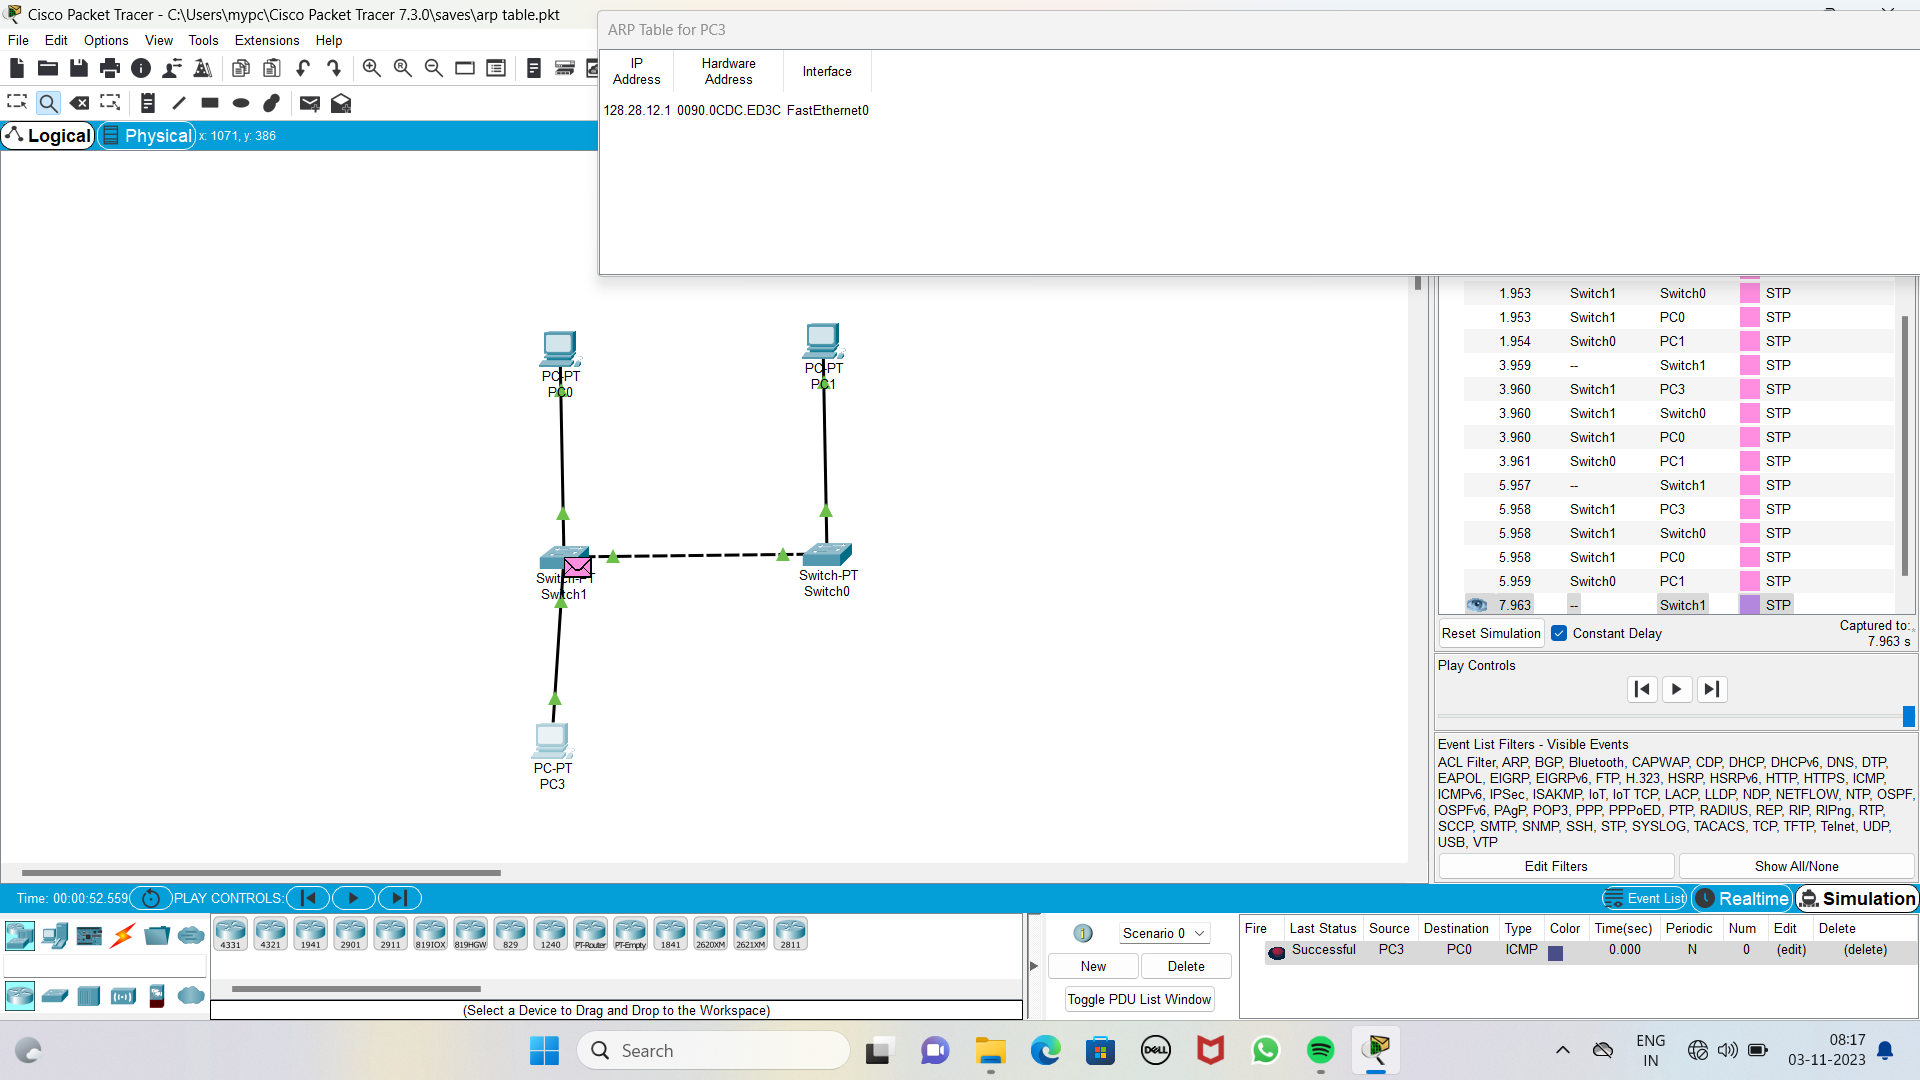 Cisco Packet Tracer - C:\Users\mypc\Cisco Packet Tracer 7.3.0\saves\arp table.pkt
File Edit Options View Tools Extensions Help
ARP Table for PC3
IP Address Hardware Address Interface
128.28.12.1 0090.0CDC.ED3C FastEthernet0
Logical Physical x: 1071, y: 386
PC-PT
PC0
PC-PT
PC1
Switch-PT
Switch1
Switch-PT
Switch0
PC-PT
PC3
1.953 Switch1 Switch0 STP
1.953 Switch1 PC0 STP
1.954 Switch0 PC1 STP
3.959 -- Switch1 STP
3.960 Switch1 PC3 STP
3.960 Switch1 Switch0 STP
3.960 Switch1 PC0 STP
3.961 Switch0 PC1 STP
5.957 -- Switch1 STP
5.958 Switch1 PC3 STP
5.958 Switch1 Switch0 STP
5.958 Switch1 PC0 STP
5.959 Switch0 PC1 STP
7.963 -- Switch1 STP
Reset Simulation Constant Delay Captured to:
7.963 s
Play Controls
Event List Filters - Visible Events
ACL Filter, ARP, BGP, Bluetooth, CAPWAP, CDP, DHCP, DHCPv6, DNS, DTP,
EAPOL, EIGRP, EIGRPv6, FTP, H.323, HSRP, HSRPv6, HTTP, HTTPS, ICMP,
ICMPv6, IPSec, ISAKMP, IoT, IoT TCP, LACP, LLDP, NDP, NETFLOW, NTP, OSPF,
OSPFv6, PAgP, POP3, PPP, PPPoED, PTP, RADIUS, REP, RIP, RIPng, RTP,
SCCP, SMTP, SNMP, SSH, STP, SYSLOG, TACACS, TCP, TFTP, Telnet, UDP,
USB, VTP
Edit Filters Show All/None
Time: 00:00:52.559 PLAY CONTROLS: Event List Realtime Simulation
4331 4321 1941 2901 2911 819IOX 819HGW 829 1240 PT-Router PT-Empty 1841 2620XM 2621XM 2811
(Select a Device to Drag and Drop to the Workspace)
1 Scenario 0
New Delete
Toggle PDU List Window
Fire Last Status Source Destination Type Color Time(sec) Periodic Num Edit Delete
Successful PC3 PC0 ICMP 0.000 N 0 (edit) (delete)
Search
DELL
ENG
IN
08:17
03-11-2023